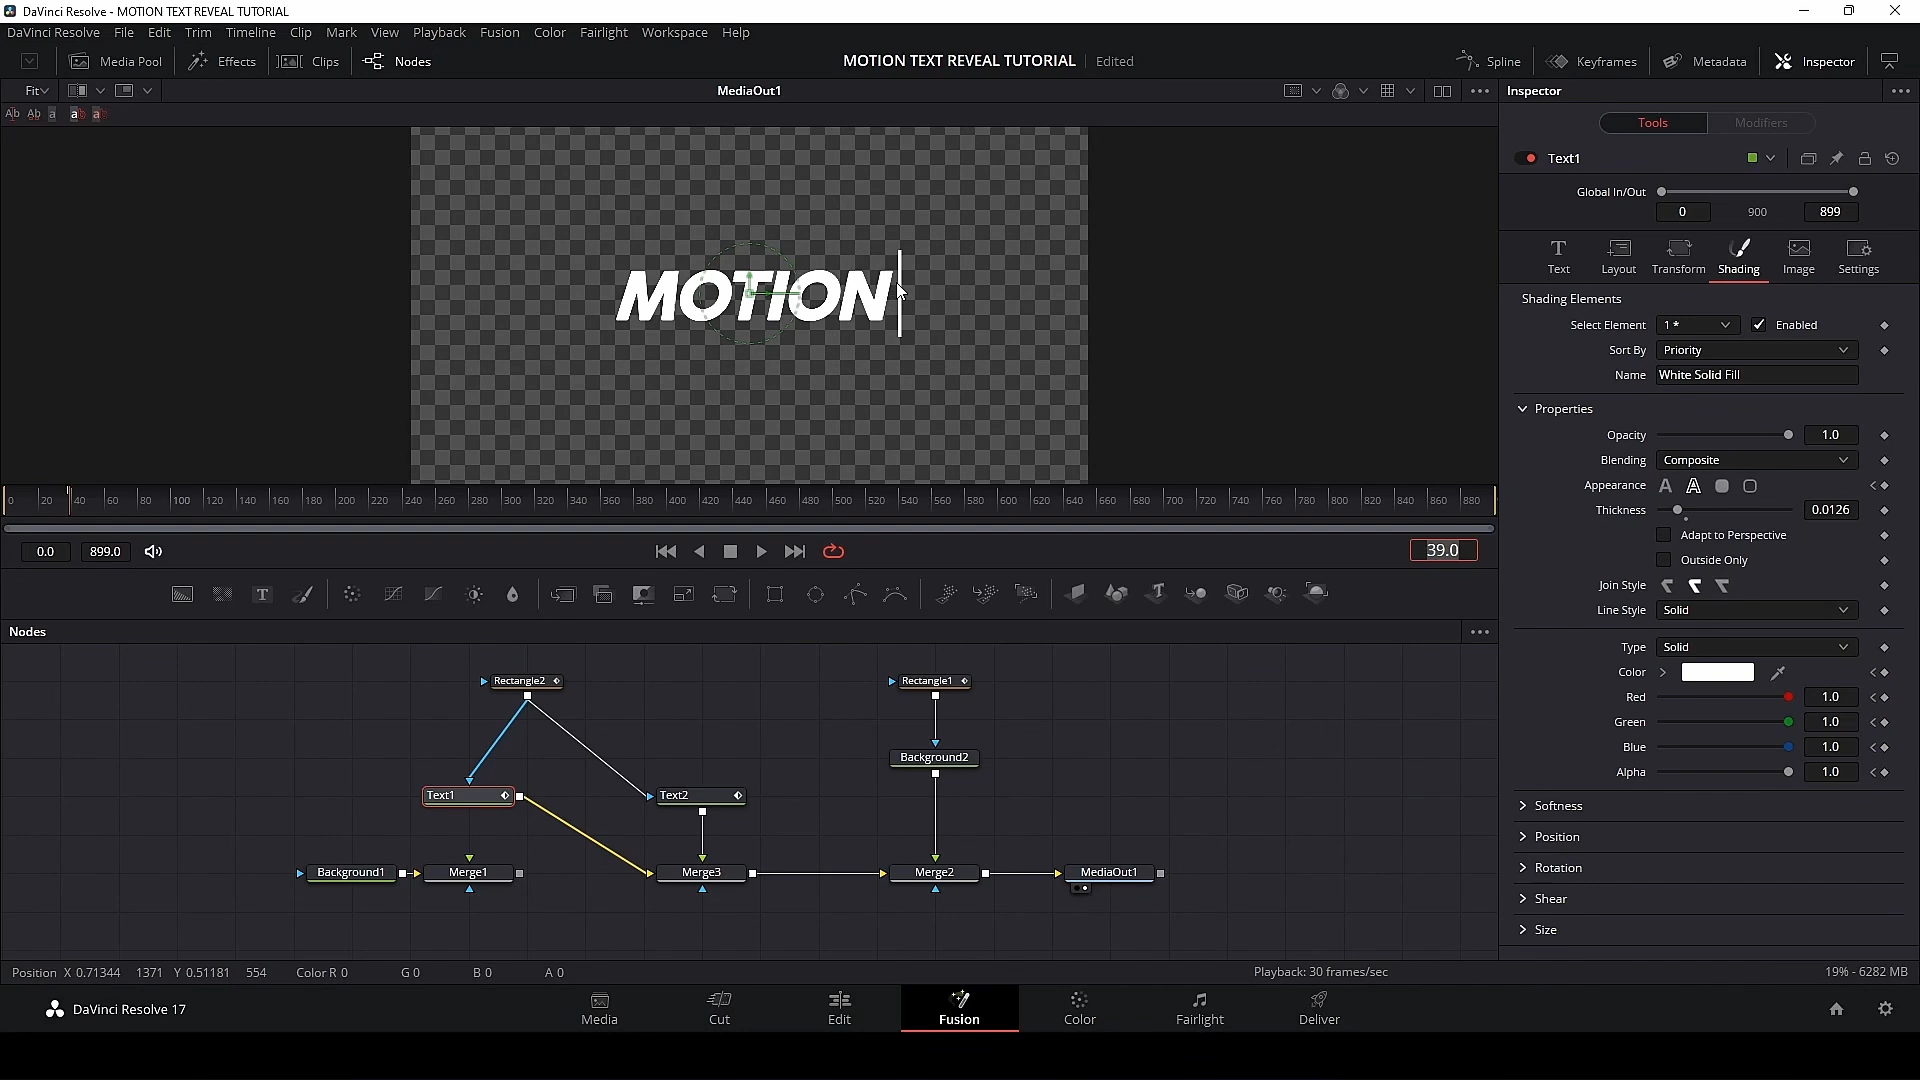 DaVinci Resolve - MOTION TEXT REVEAL TUTORIAL
DaVinci Resolve File Edit Trim Timeline Clip Mark View Playback Fusion Color Fairlight Workspace Help
Media Pool Effects Clips Nodes MOTION TEXT REVEAL TUTORIAL Edited Spline Keyframes Metadata Inspector
Fit MediaOut1 Inspector
Tools Modifiers
Text1
Global In/Out
0 900 899
Text Layout Transform Shading Image Settings
MOTION
Shading Elements
Select Element 1 * Enabled
Sort By Priority
Name White Solid Fill
Properties
Opacity 1.0
Blending Composite
Appearance
Thickness 0.0126
Adapt to Perspective
Outside Only
Join Style
Line Style Solid
Type Solid
Color
Red 1.0
Green 1.0
Blue 1.0
Alpha 1.0
Softness
Position
Rotation
Shear
Size
0 20 40 60 80 100 120 140 160 180 200 220 240 260 280 300 320 340 360 380 400 420 440 460 480 500 520 540 560 580 600 620 640 660 680 700 720 740 760 780 800 820 840 860 880
0.0 899.0 39.0
Nodes
Rectangle2 Rectangle1
Background2
Text1 Text2
Background1 Merge1 Merge3 Merge2 MediaOut1
Position X 0.71344 1371 Y 0.51181 554 Color R 0 G 0 B 0 A 0 Playback: 30 frames/sec 19% - 6282 MB
DaVinci Resolve 17 Media Cut Edit Fusion Color Fairlight Deliver